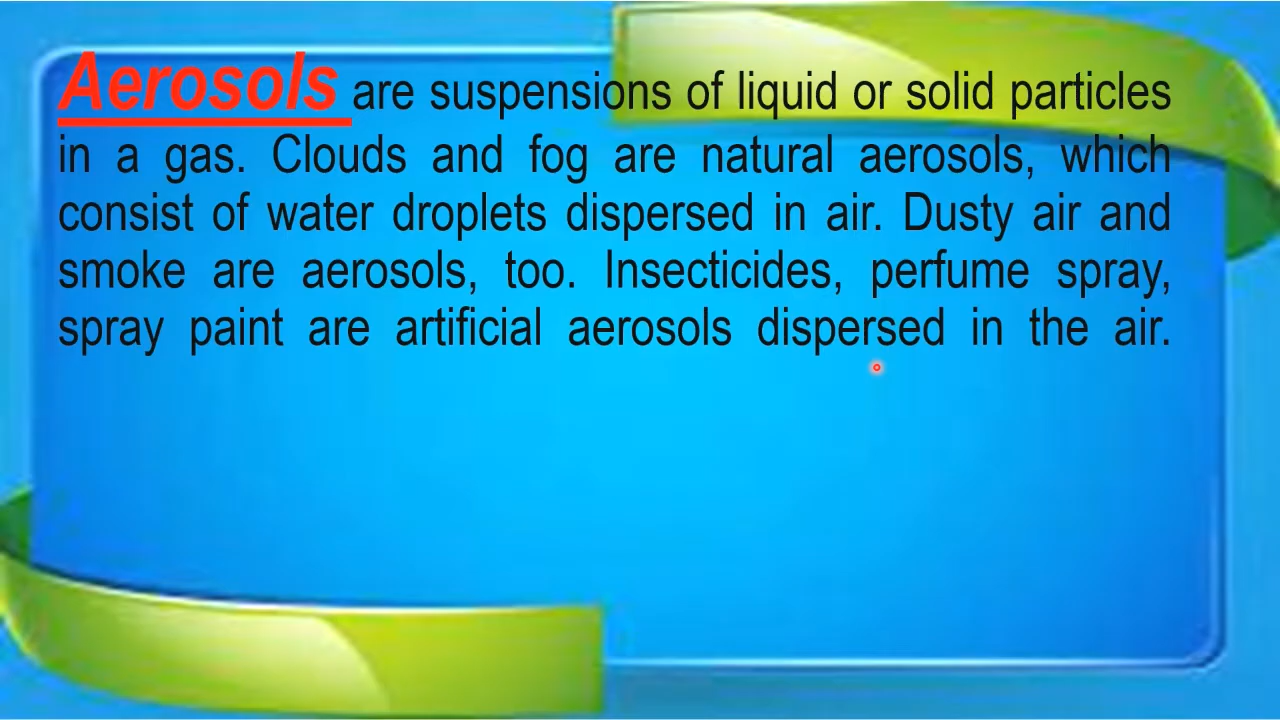 Aerosols are suspensions of liquid or solid particles
in a gas. Clouds and fog are natural aerosols, which
consist of water droplets dispersed in air. Dusty air and
smoke are aerosols, too. Insecticides, perfume spray,
spray paint are artificial aerosols dispersed in the air.